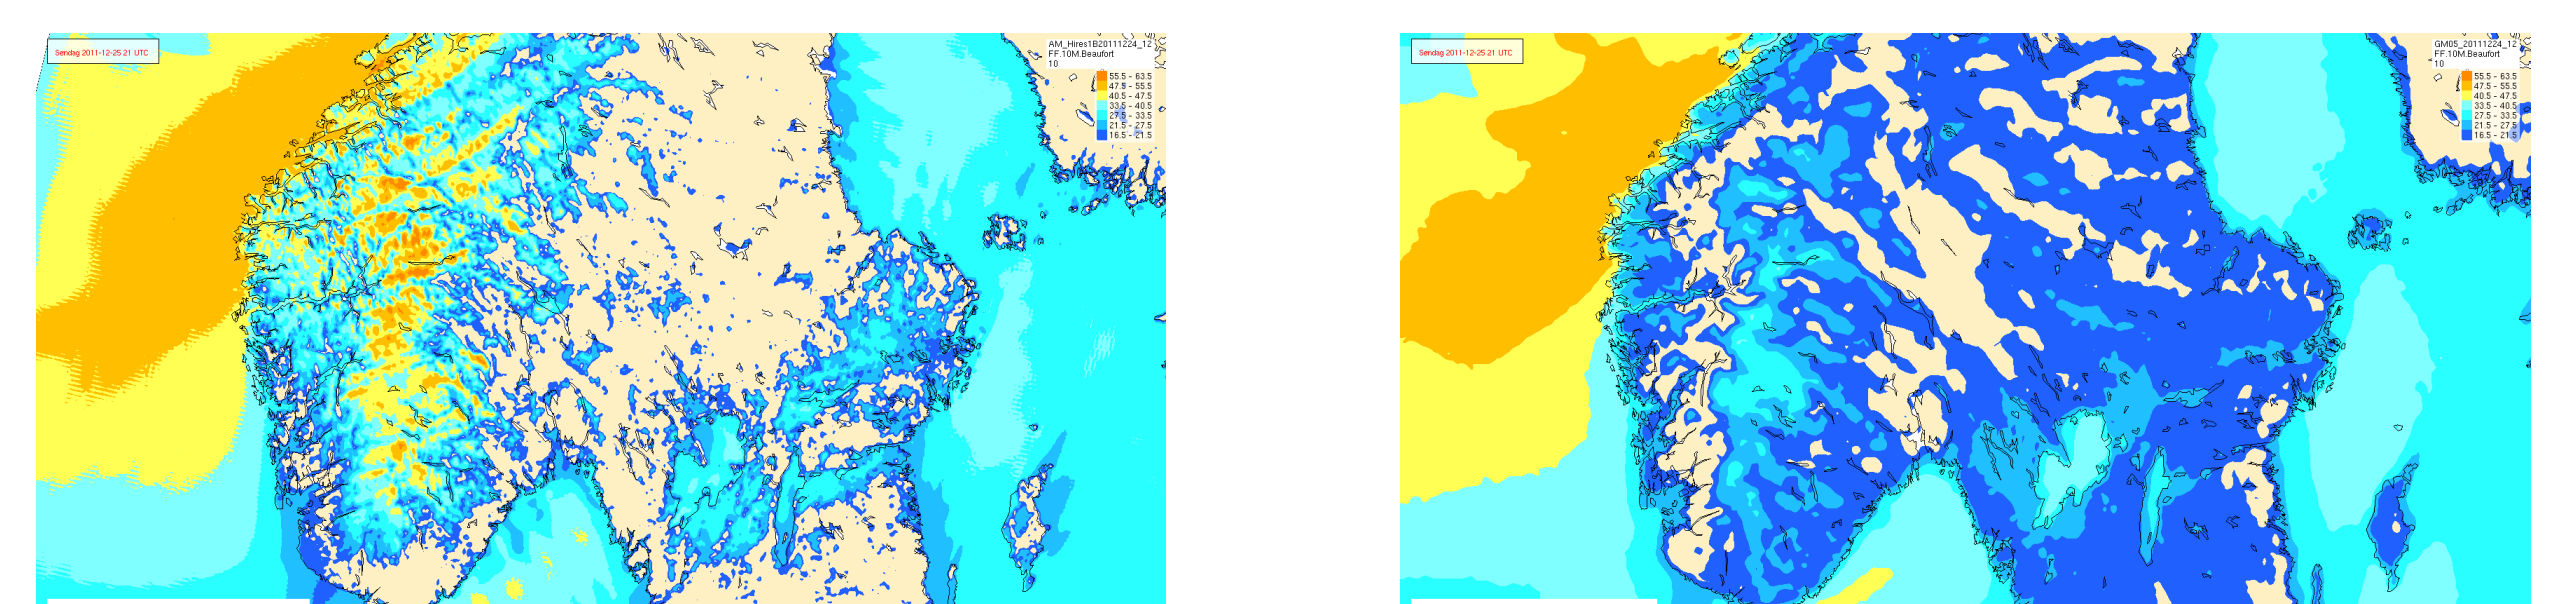 Søndag 2011-12-25 21 UTC
AM_Hires1B20111224_12
FF.10M.Beaufort
10
55.5 - 63.5
47.5 - 55.5
40.5 - 47.5
33.5 - 40.5
27.5 - 33.5
21.5 - 27.5
16.5 - 21.5
Søndag 2011-12-25 21 UTC
GM05_20111224_12
FF.10M.Beaufort
10
55.5 - 63.5
47.5 - 55.5
40.5 - 47.5
33.5 - 40.5
27.5 - 33.5
21.5 - 27.5
16.5 - 21.5